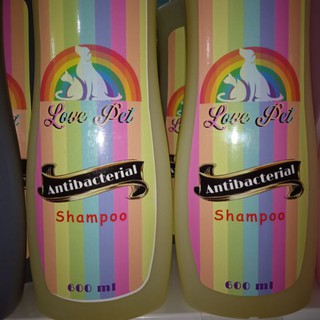 Love Pet
Antibacterial
Shampoo
600 ml
Love Pet
Antibacterial
Shampoo
600 ml